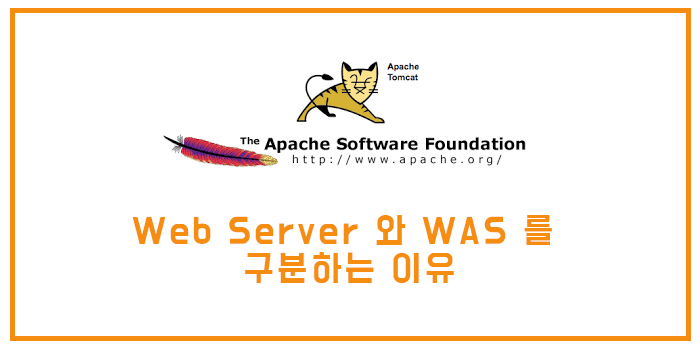 Apache
Tomcat
The Apache Software Foundation
http://www.apache.org/
Web Server 와 WAS 를
구분하는 이유